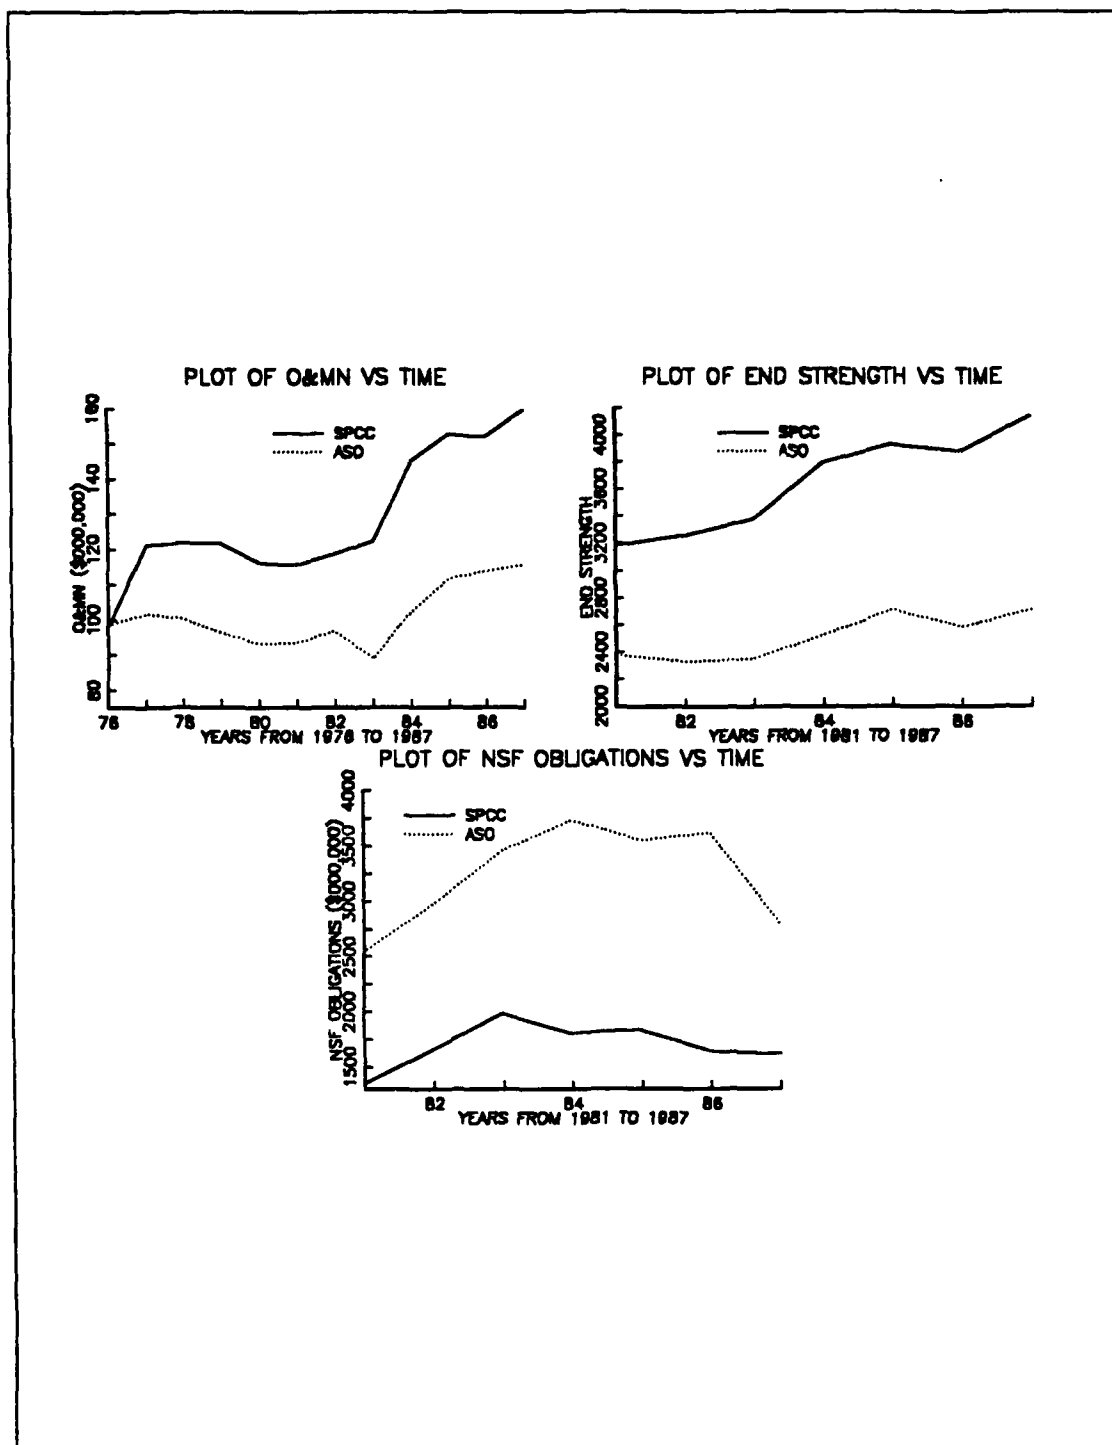 PLOT OF O&MN VS TIME
160
140
120
100
80
O&MN ($000,000)
SPCC
ASO
76 78 80 82 84 86
YEARS FROM 1976 TO 1987
PLOT OF END STRENGTH VS TIME
4000
3600
3200
2800
2400
2000
END STRENGTH
SPCC
ASO
82 84 86
YEARS FROM 1981 TO 1987
PLOT OF NSF OBLIGATIONS VS TIME
4000
3500
3000
2500
2000
1500
NSF OBLIGATIONS ($000,000)
SPCC
ASO
82 84 86
YEARS FROM 1981 TO 1987